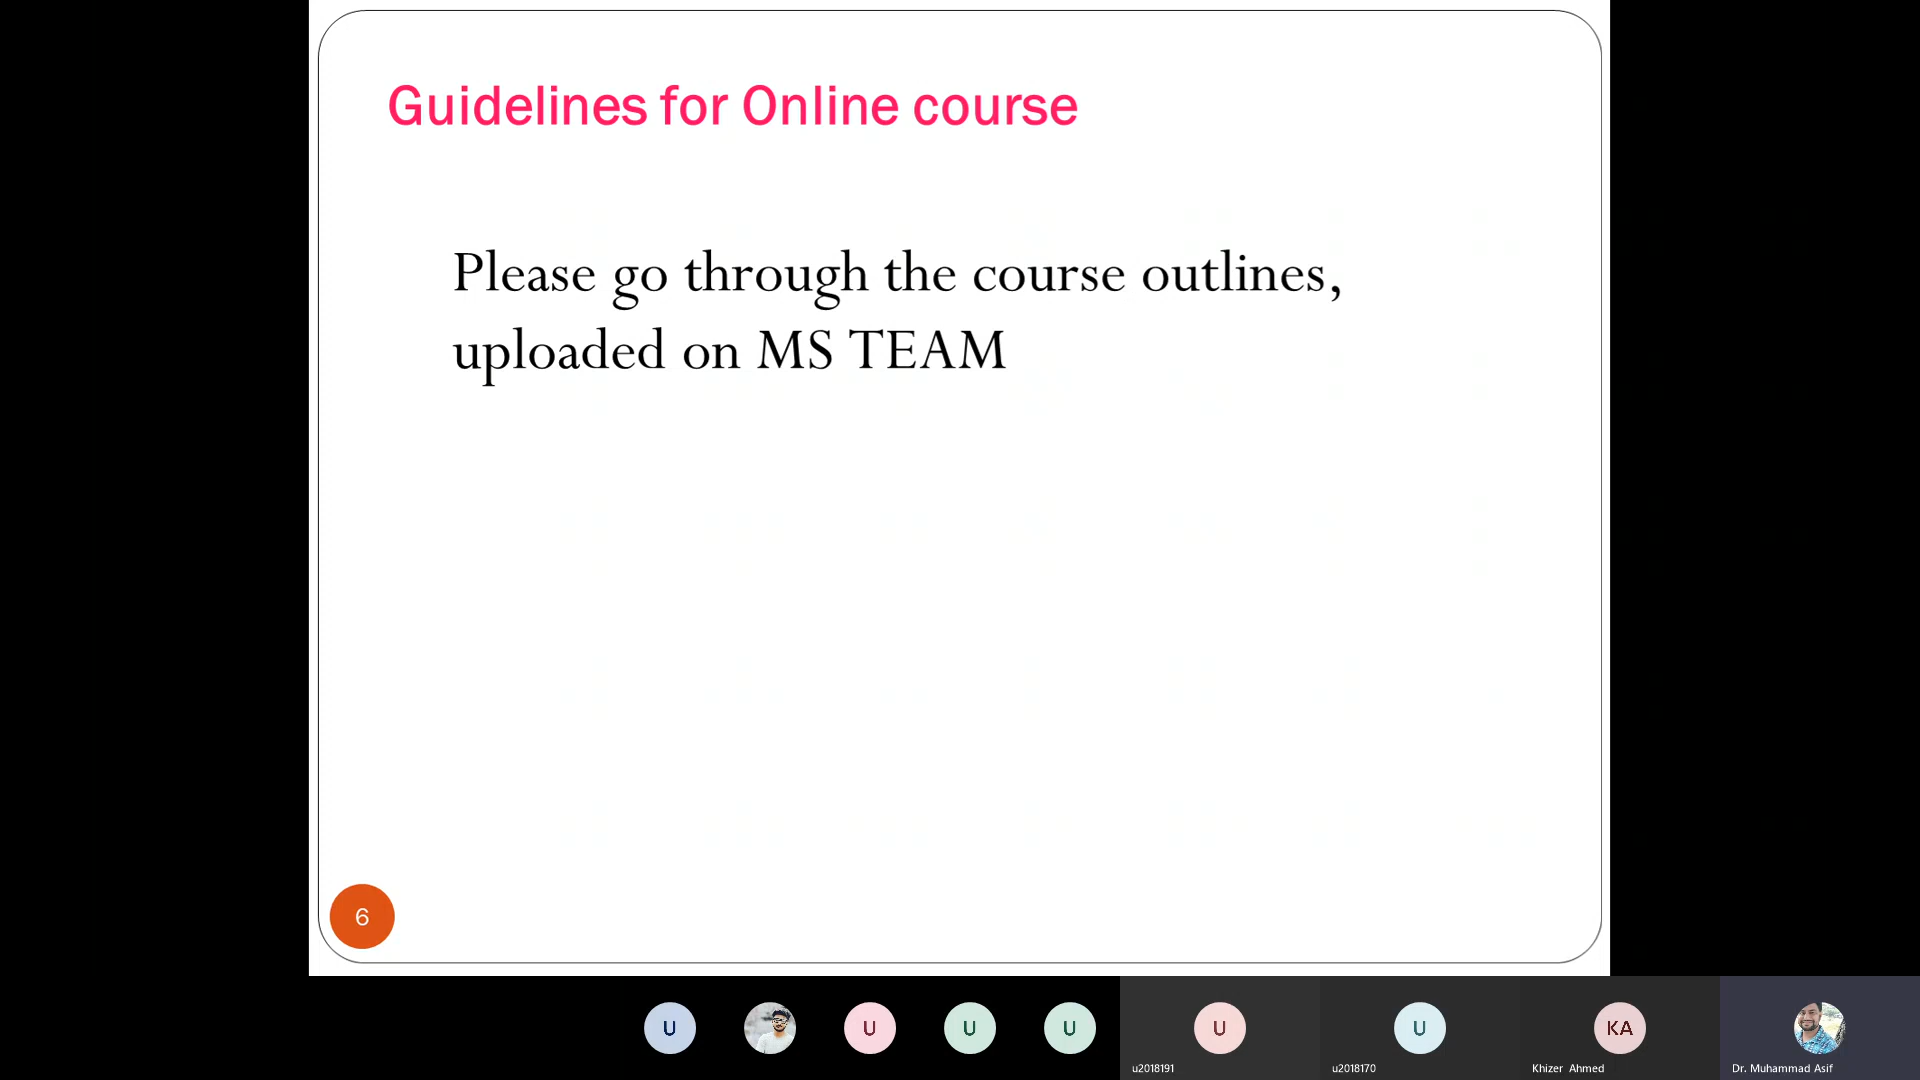 Guidelines for Online course
Please go through the course outlines,
uploaded on MS TEAM
6
U
U
U
U
U
U
KA
u2018191
u2018170
Khizer Ahmed
Dr. Muhammad Asif